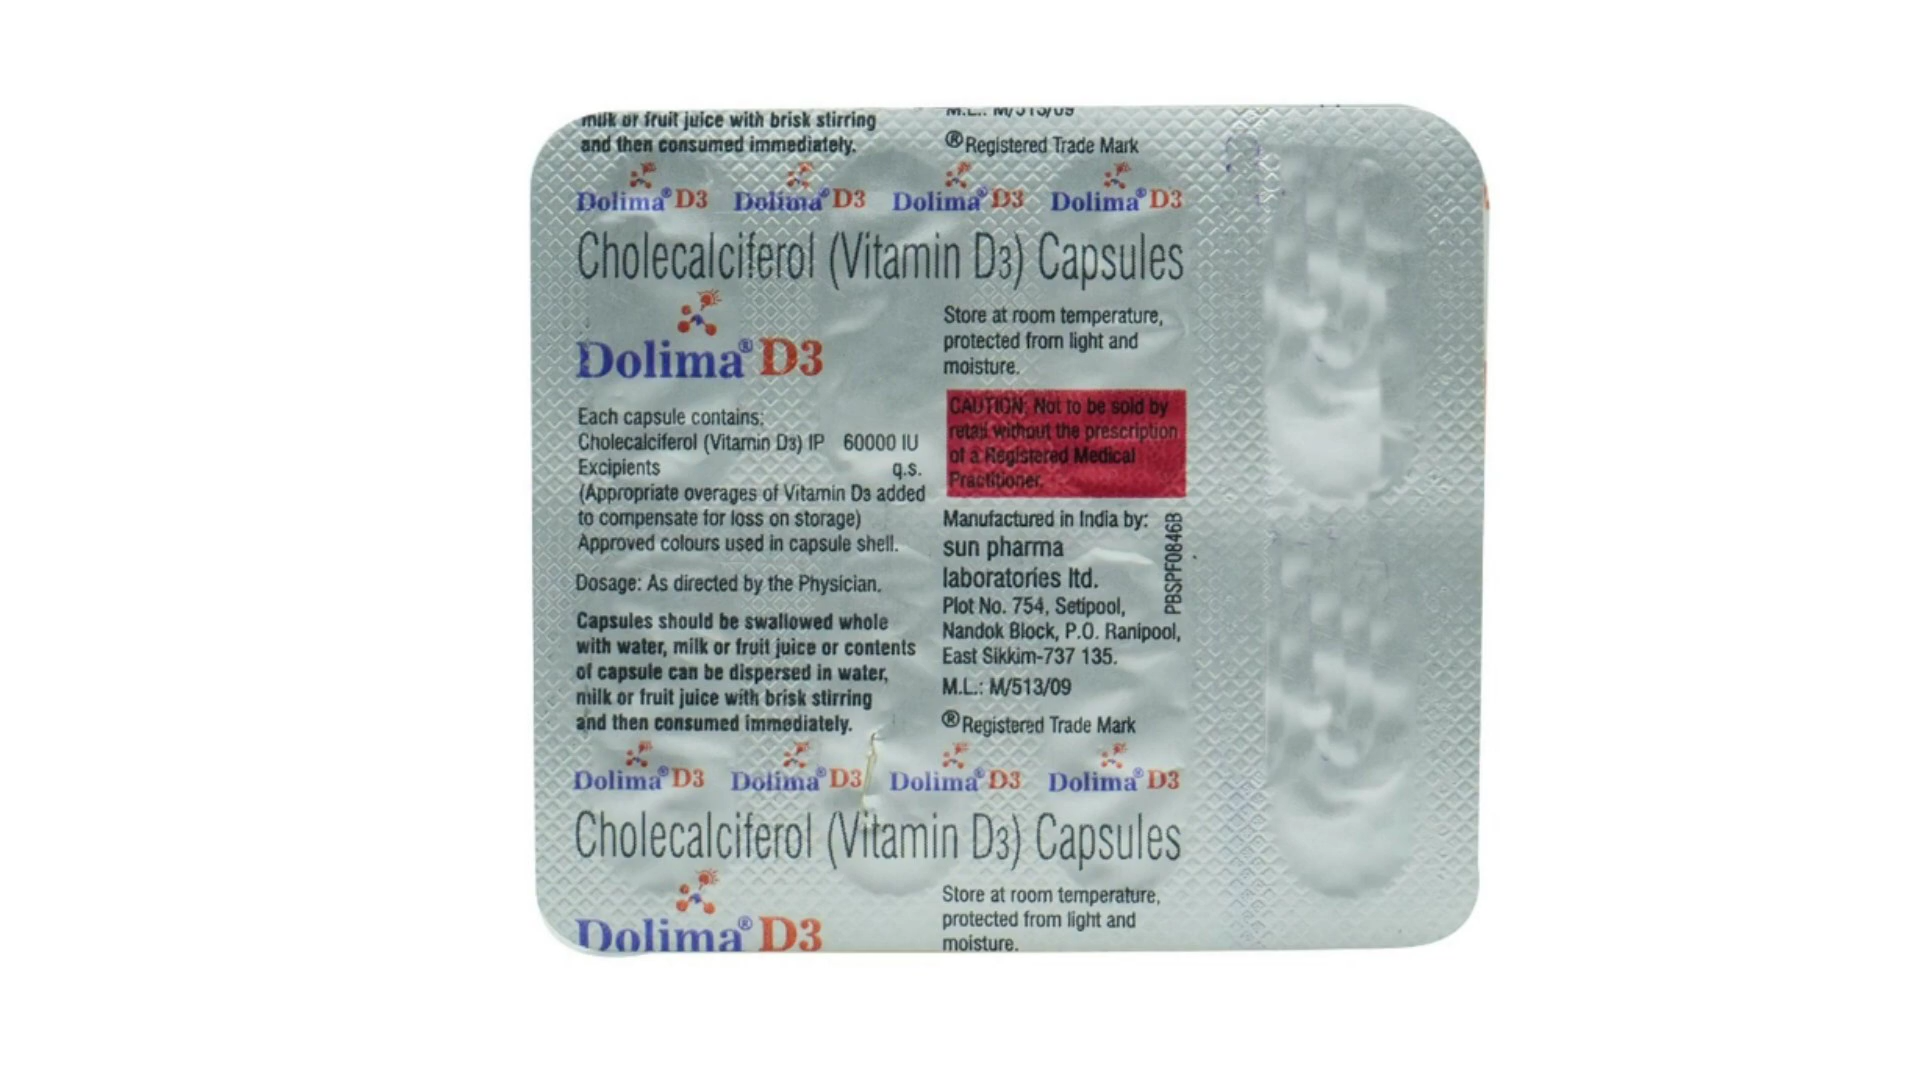 milk or fruit juice with brisk stirring
and then consumed immediately.
M.L.: M/513/09
® Registered Trade Mark
Dolima® D3 Dolima® D3 Dolima® D3 Dolima® D3
Cholecalciferol (Vitamin D3) Capsules
Dolima® D3
Each capsule contains:
Cholecalciferol (Vitamin D3) IP 60000 IU
Excipients q.s.
(Appropriate overages of Vitamin D3 added
to compensate for loss on storage)
Approved colours used in capsule shell.
Dosage: As directed by the Physician.
Capsules should be swallowed whole
with water, milk or fruit juice or contents
of capsule can be dispersed in water,
milk or fruit juice with brisk stirring
and then consumed immediately.
Store at room temperature,
protected from light and
moisture.
CAUTION: Not to be sold by
retail without the prescription
of a Registered Medical
Practitioner.
Manufactured in India by:
sun pharma
laboratories ltd.
Plot No. 754, Setipool,
Nandok Block, P.O. Ranipool,
East Sikkim-737 135.
M.L.: M/513/09
® Registered Trade Mark
PBSPF0846B
Dolima® D3 Dolima® D3 Dolima® D3 Dolima® D3
Cholecalciferol (Vitamin D3) Capsules
Dolima® D3
Store at room temperature,
protected from light and
moisture.